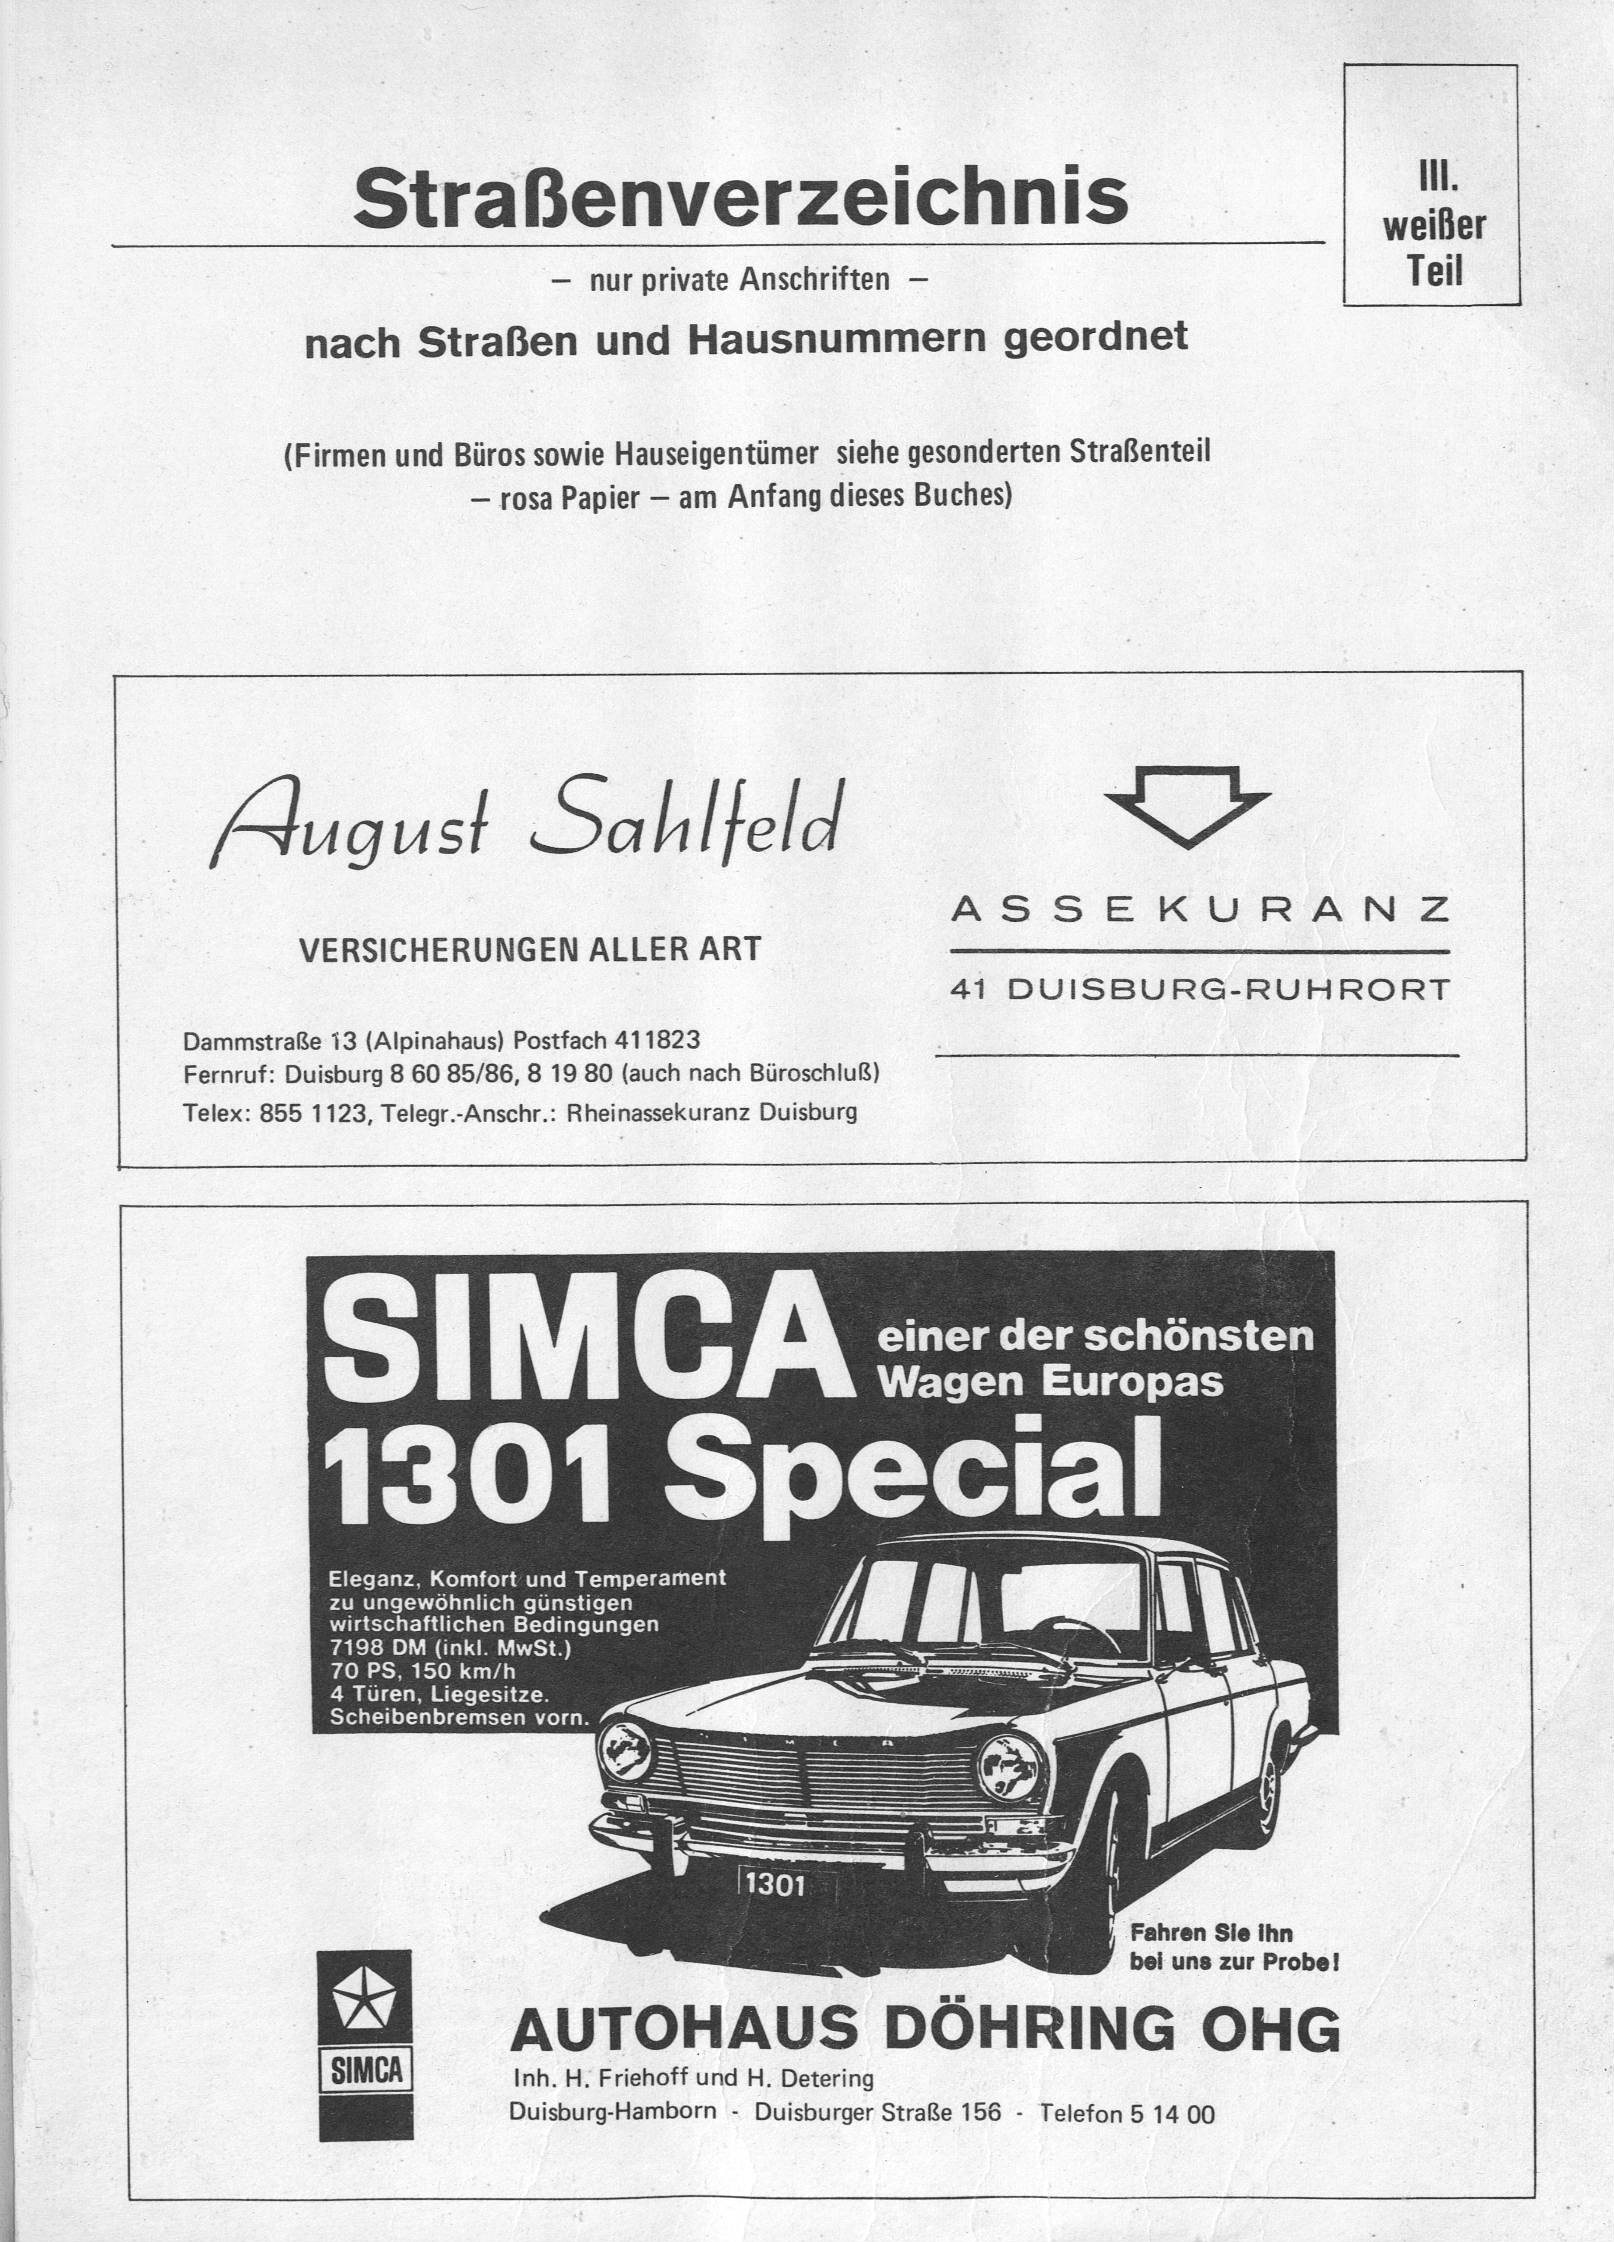 Straßenverzeichnis
III.
weißer
Teil
– nur private Anschriften –
nach Straßen und Hausnummern geordnet
(Firmen und Büros sowie Hauseigentümer siehe gesonderten Straßenteil
– rosa Papier – am Anfang dieses Buches)
August Sahlfeld
VERSICHERUNGEN ALLER ART
Dammstraße 13 (Alpinahaus) Postfach 411823
Fernruf: Duisburg 8 60 85/86, 8 19 80 (auch nach Büroschluß)
Telex: 855 1123, Telegr.-Anschr.: Rheinassekuranz Duisburg
ASSEKURANZ
41 DUISBURG-RUHRORT
SIMCA
einer der schönsten
Wagen Europas
1301 Special
Eleganz, Komfort und Temperament
zu ungewöhnlich günstigen
wirtschaftlichen Bedingungen
7198 DM (inkl. MwSt.)
70 PS, 150 km/h
4 Türen, Liegesitze.
Scheibenbremsen vorn.
SIMCA
1301
Fahren Sie ihn
bei uns zur Probe!
SIMCA
AUTOHAUS DÖHRING OHG
Inh. H. Friehoff und H. Detering
Duisburg-Hamborn - Duisburger Straße 156 - Telefon 5 14 00